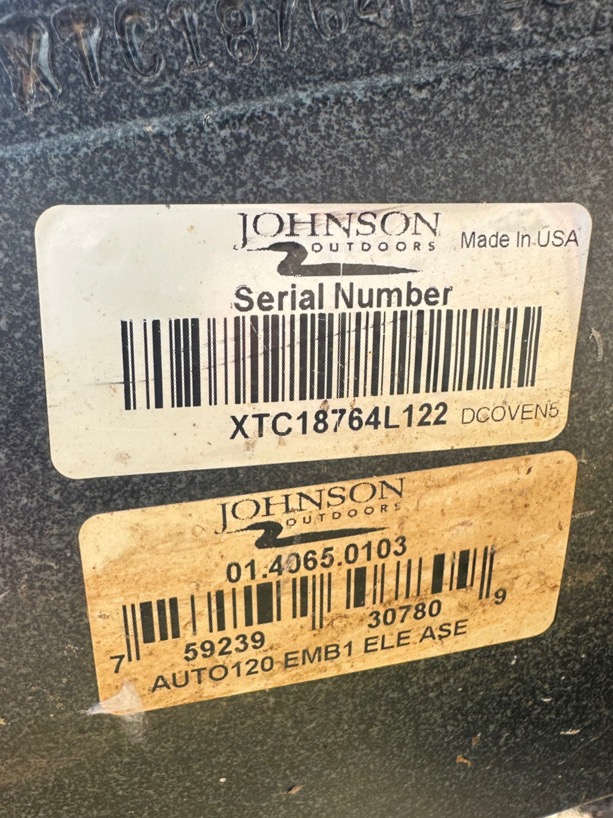 XTC18764L122
JOHNSON
OUTDOORS
Made In USA
Serial Number
XTC18764L122 DCOVEN5
JOHNSON
OUTDOORS
01.4065.0103
7 59239 30780 9
AUTO120 EMB1 ELE ASE